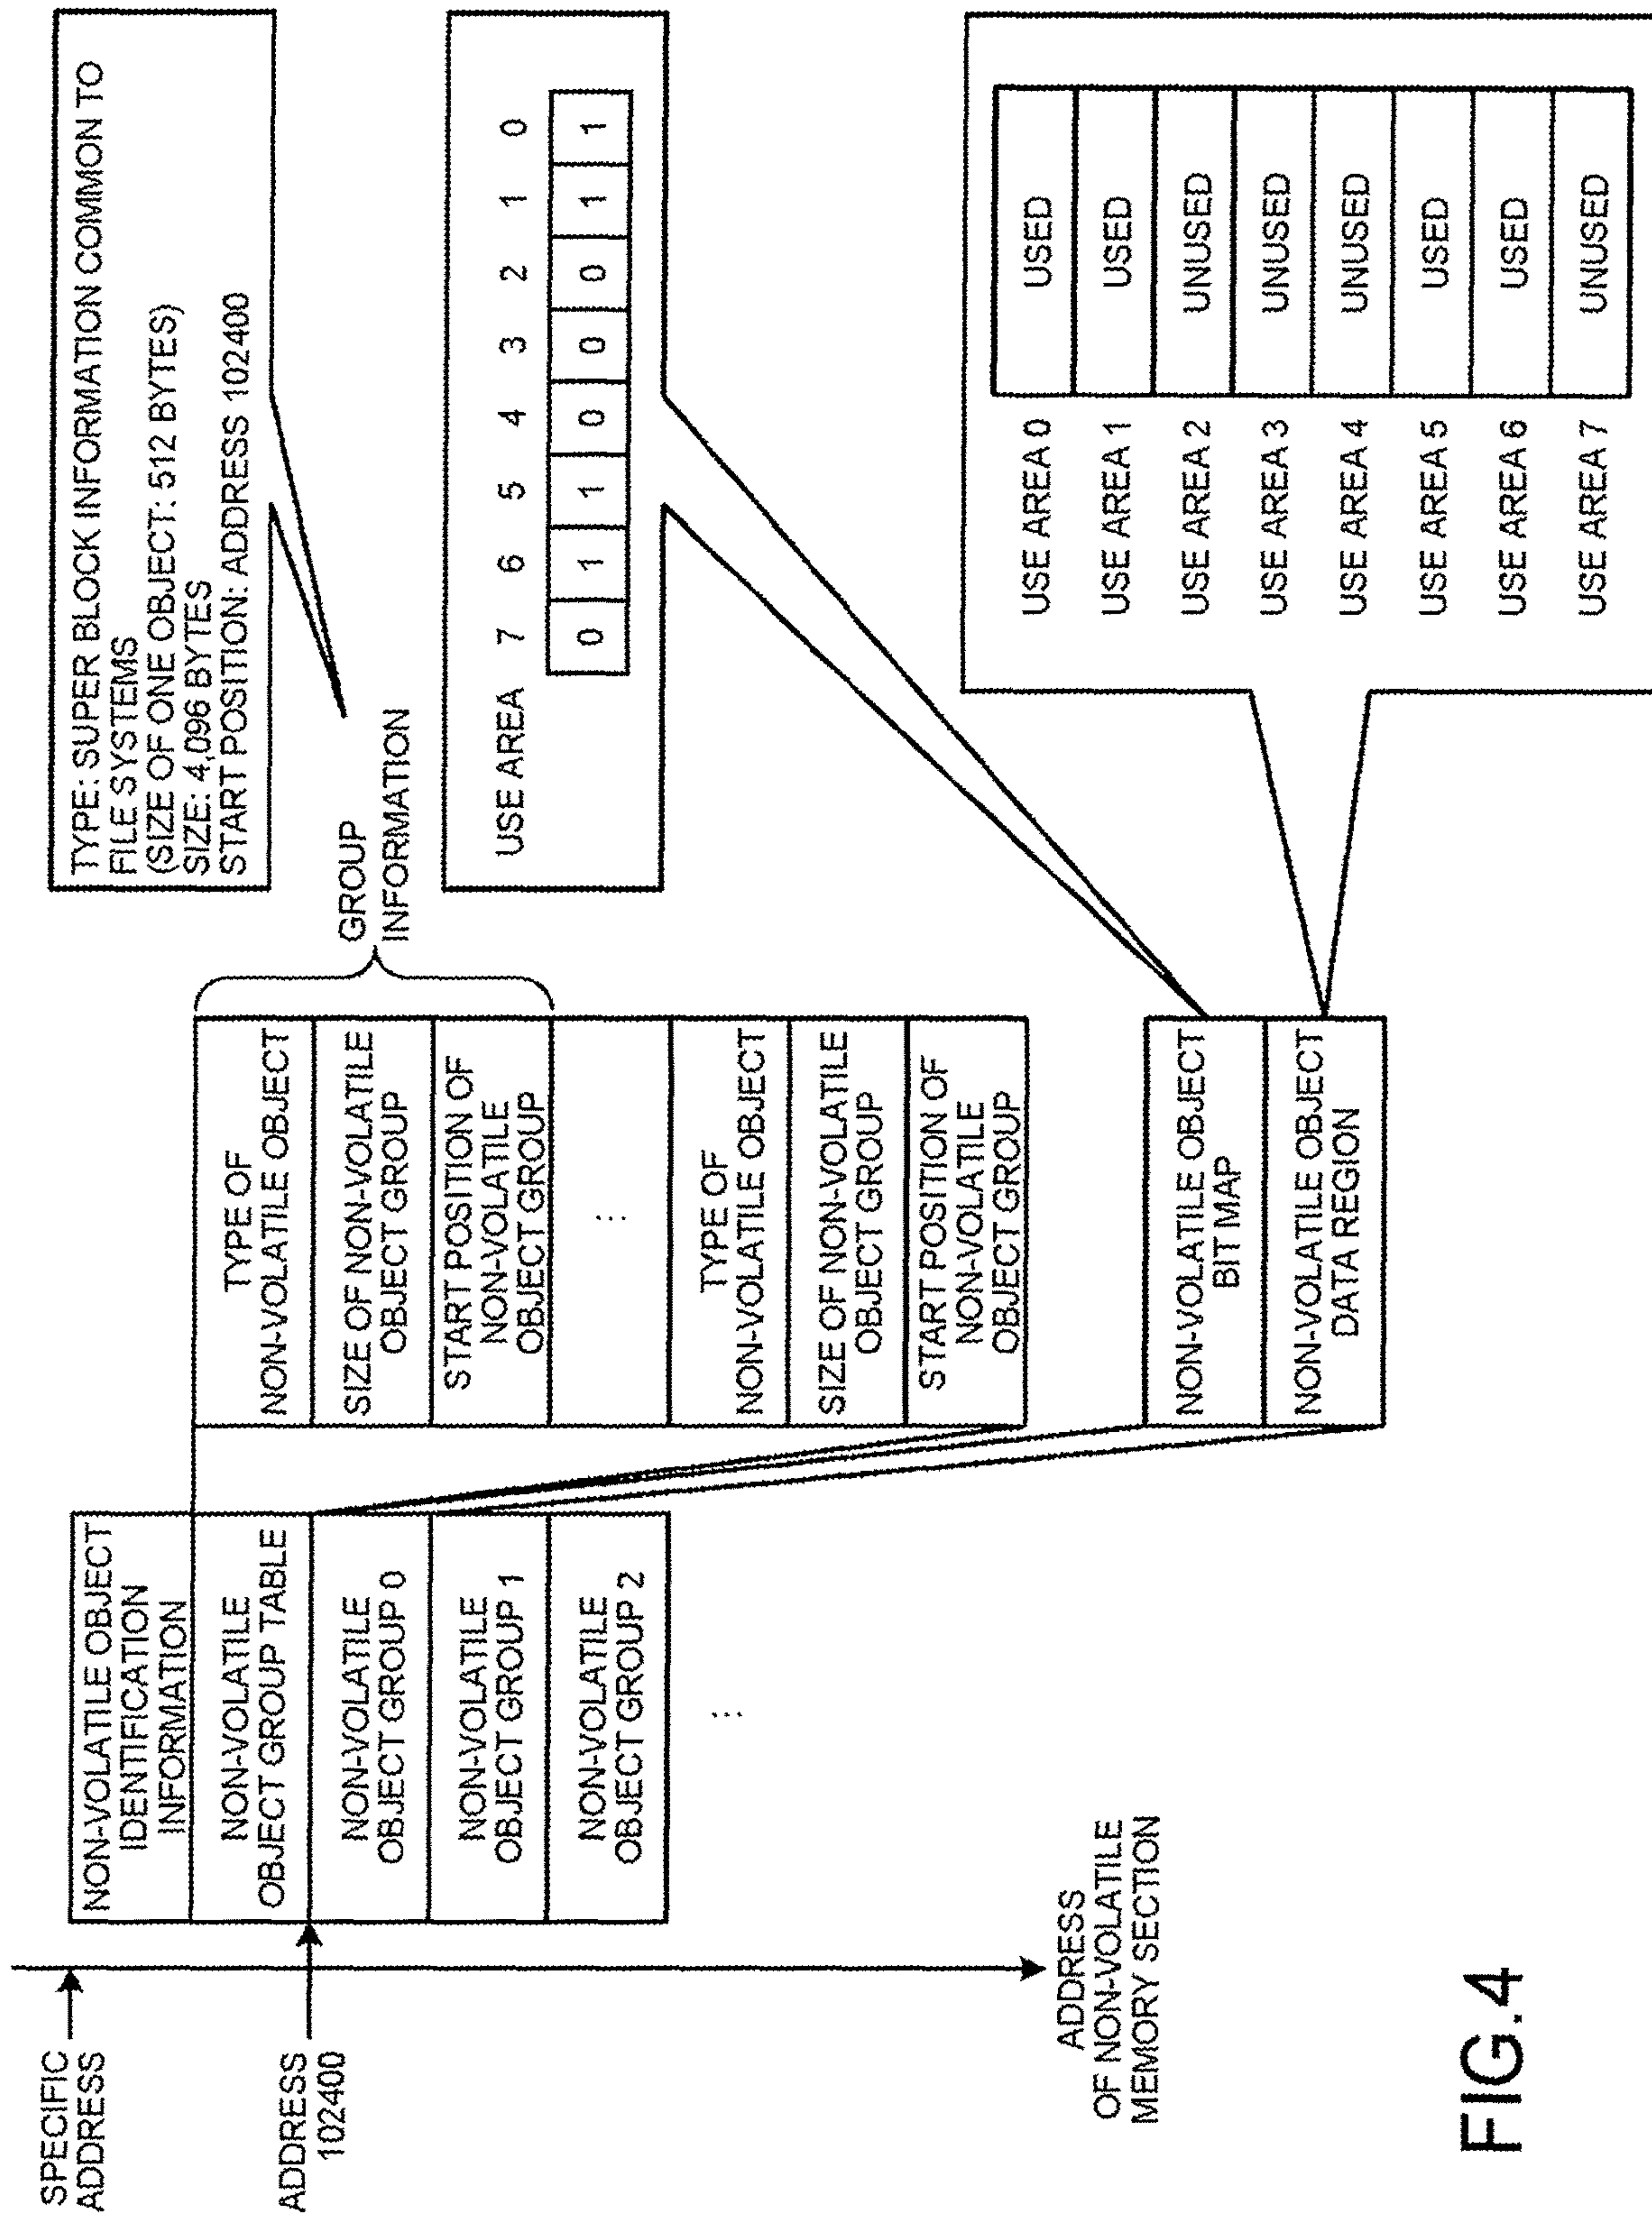 SPECIFIC
ADDRESS
ADDRESS
102400
ADDRESS
OF NON-VOLATILE
MEMORY SECTION
NON-VOLATILE OBJECT
IDENTIFICATION
INFORMATION
NON-VOLATILE
OBJECT GROUP TABLE
NON-VOLATILE
OBJECT GROUP 0
NON-VOLATILE
OBJECT GROUP 1
NON-VOLATILE
OBJECT GROUP 2
...
TYPE OF
NON-VOLATILE OBJECT
SIZE OF NON-VOLATILE
OBJECT GROUP
START POSITION OF
NON-VOLATILE
OBJECT GROUP
...
TYPE OF
NON-VOLATILE OBJECT
SIZE OF NON-VOLATILE
OBJECT GROUP
START POSITION OF
NON-VOLATILE
OBJECT GROUP
NON-VOLATILE OBJECT
BIT MAP
NON-VOLATILE OBJECT
DATA REGION
GROUP
INFORMATION
TYPE: SUPER BLOCK INFORMATION COMMON TO
FILE SYSTEMS
(SIZE OF ONE OBJECT: 512 BYTES)
SIZE: 4,096 BYTES
START POSITION: ADDRESS 102400
USE AREA 7 6 5 4 3 2 1 0
0 1 1 0 0 0 1 1
USE AREA 0 USED
USE AREA 1 USED
USE AREA 2 UNUSED
USE AREA 3 UNUSED
USE AREA 4 UNUSED
USE AREA 5 USED
USE AREA 6 USED
USE AREA 7 UNUSED
FIG.4